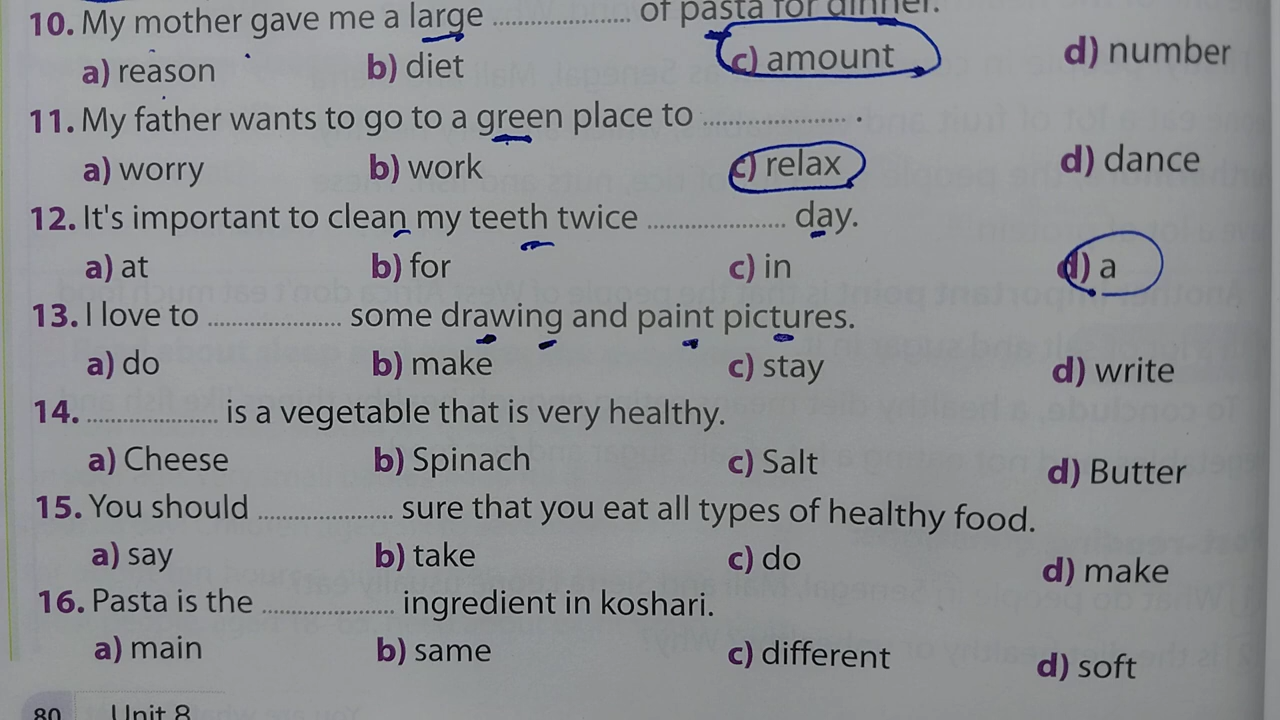 10. My mother gave me a large .................... of pasta for dinner.
a) reason b) diet c) amount d) number
11. My father wants to go to a green place to .................... .
a) worry b) work c) relax d) dance
12. It's important to clean my teeth twice .................... day.
a) at b) for c) in d) a
13. I love to .................... some drawing and paint pictures.
a) do b) make c) stay d) write
14. .................... is a vegetable that is very healthy.
a) Cheese b) Spinach c) Salt d) Butter
15. You should .................... sure that you eat all types of healthy food.
a) say b) take c) do d) make
16. Pasta is the .................... ingredient in koshari.
a) main b) same c) different d) soft
80 Unit 8